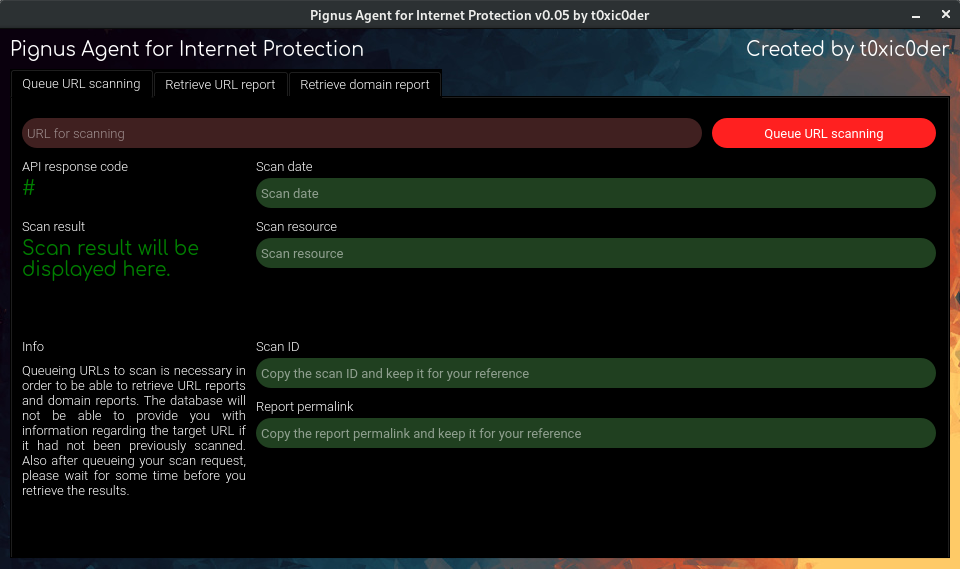 Pignus Agent for Internet Protection v0.05 by t0xic0der
Pignus Agent for Internet Protection
Created by t0xic0der
Queue URL scanning
Retrieve URL report
Retrieve domain report
URL for scanning
Queue URL scanning
API response code
#
Scan date
Scan date
Scan result
Scan result will be
displayed here.
Scan resource
Scan resource
Info
Queueing URLs to scan is necessary in
order to be able to retrieve URL reports
and domain reports. The database will
not be able to provide you with
information regarding the target URL if
it had not been previously scanned.
Also after queueing your scan request,
please wait for some time before you
retrieve the results.
Scan ID
Copy the scan ID and keep it for your reference
Report permalink
Copy the report permalink and keep it for your reference